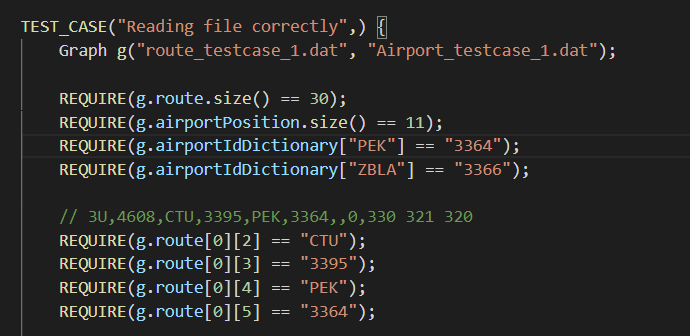 TEST_CASE("Reading file correctly",) {
Graph g("route_testcase_1.dat", "Airport_testcase_1.dat");
REQUIRE(g.route.size() == 30);
REQUIRE(g.airportPosition.size() == 11);
REQUIRE(g.airportIdDictionary["PEK"] == "3364");
REQUIRE(g.airportIdDictionary["ZBLA"] == "3366");
// 3U,4608,CTU,3395,PEK,3364,,0,330 321 320
REQUIRE(g.route[0][2] == "CTU");
REQUIRE(g.route[0][3] == "3395");
REQUIRE(g.route[0][4] == "PEK");
REQUIRE(g.route[0][5] == "3364");